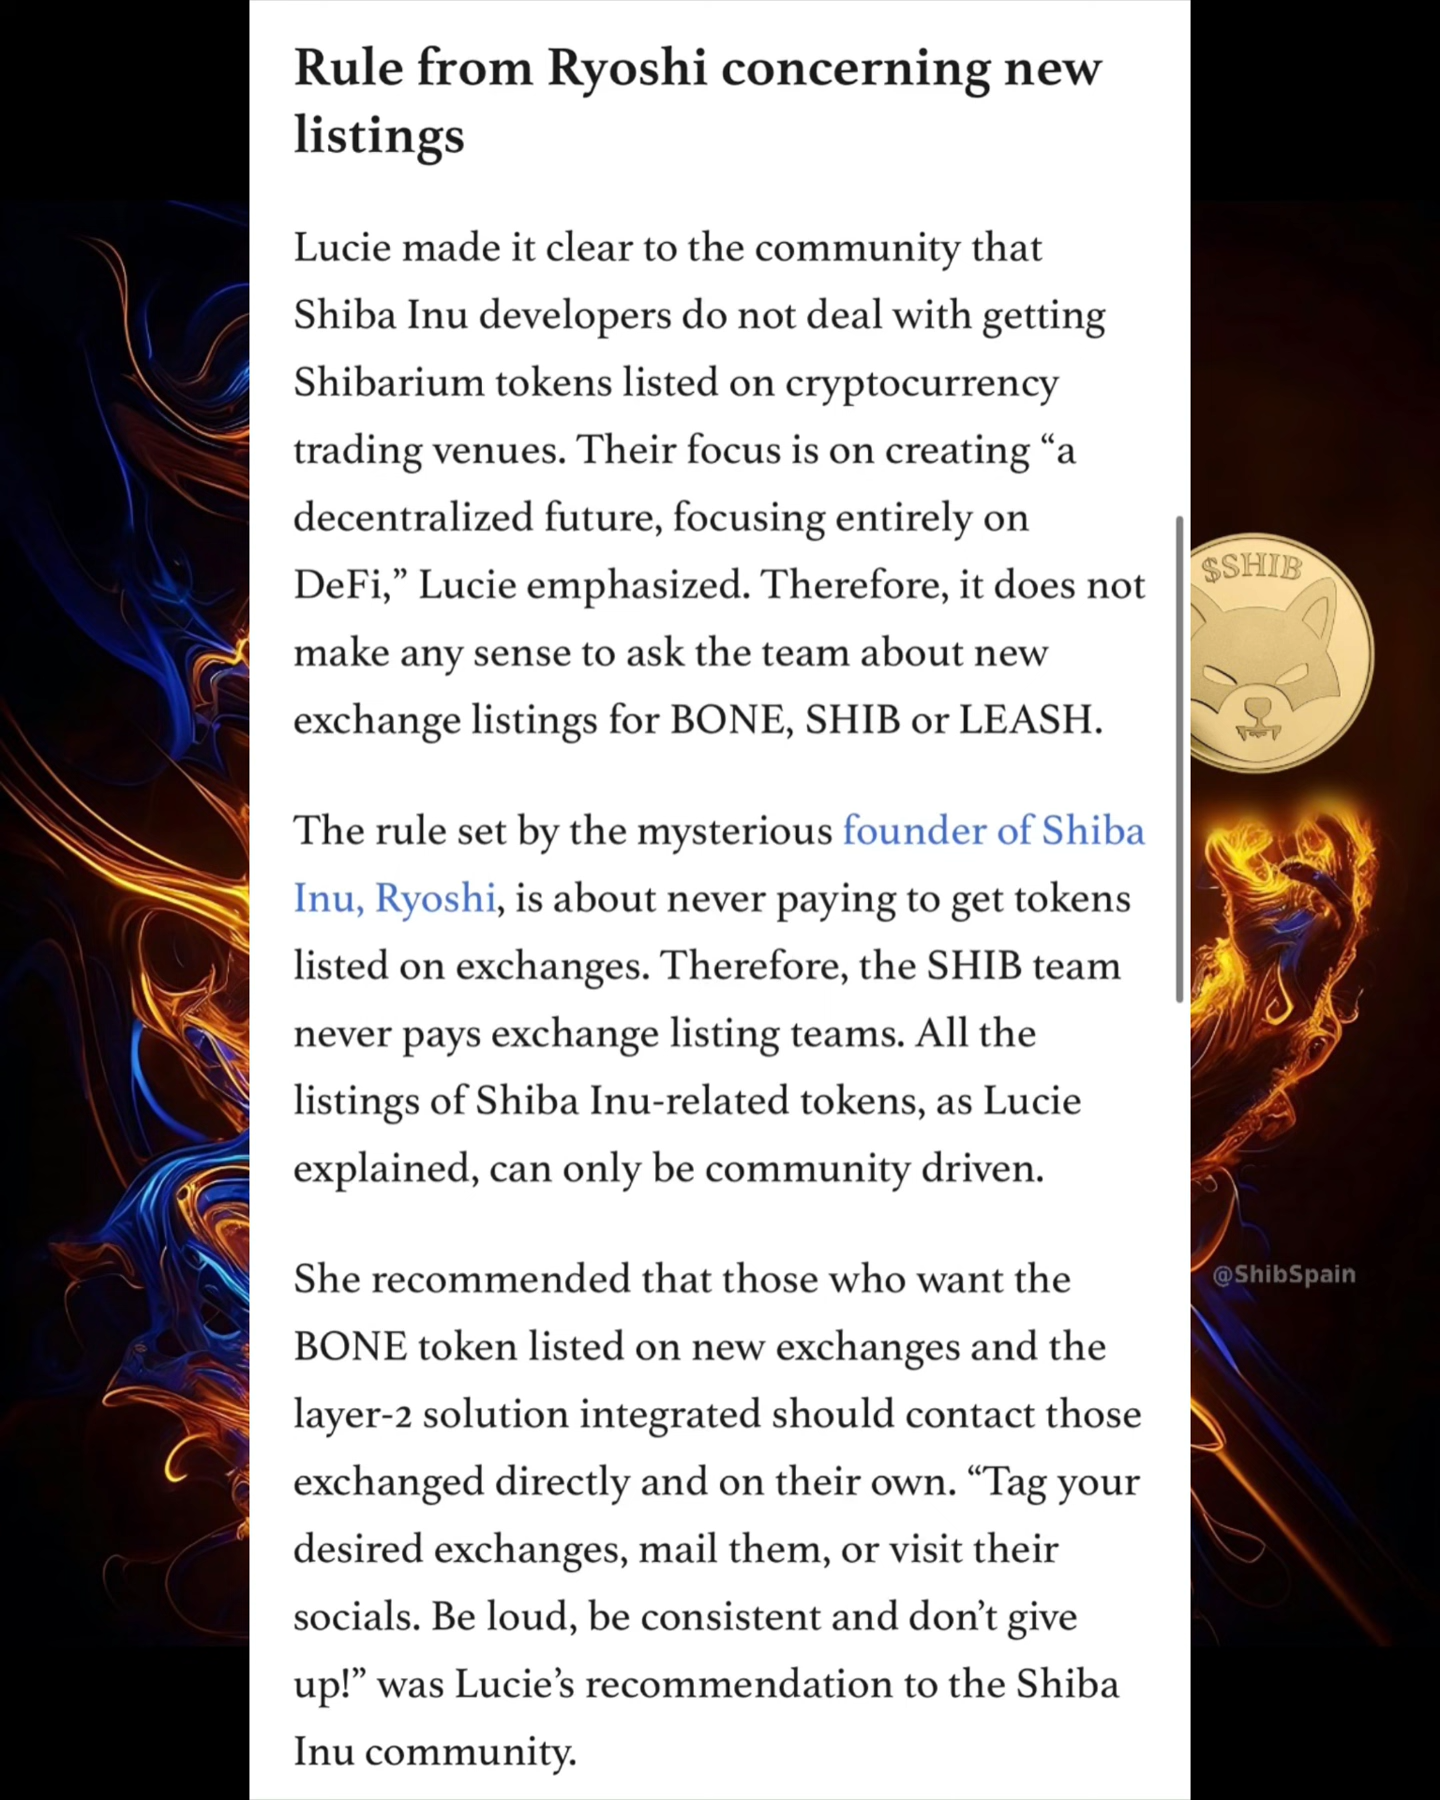 Rule from Ryoshi concerning new
listings
Lucie made it clear to the community that
Shiba Inu developers do not deal with getting
Shibarium tokens listed on cryptocurrency
trading venues. Their focus is on creating “a
decentralized future, focusing entirely on
DeFi,” Lucie emphasized. Therefore, it does not
make any sense to ask the team about new
exchange listings for BONE, SHIB or LEASH.
The rule set by the mysterious founder of Shiba
Inu, Ryoshi, is about never paying to get tokens
listed on exchanges. Therefore, the SHIB team
never pays exchange listing teams. All the
listings of Shiba Inu-related tokens, as Lucie
explained, can only be community driven.
She recommended that those who want the
BONE token listed on new exchanges and the
layer-2 solution integrated should contact those
exchanged directly and on their own. “Tag your
desired exchanges, mail them, or visit their
socials. Be loud, be consistent and don’t give
up!” was Lucie’s recommendation to the Shiba
Inu community.
$SHIB
@ShibSpain